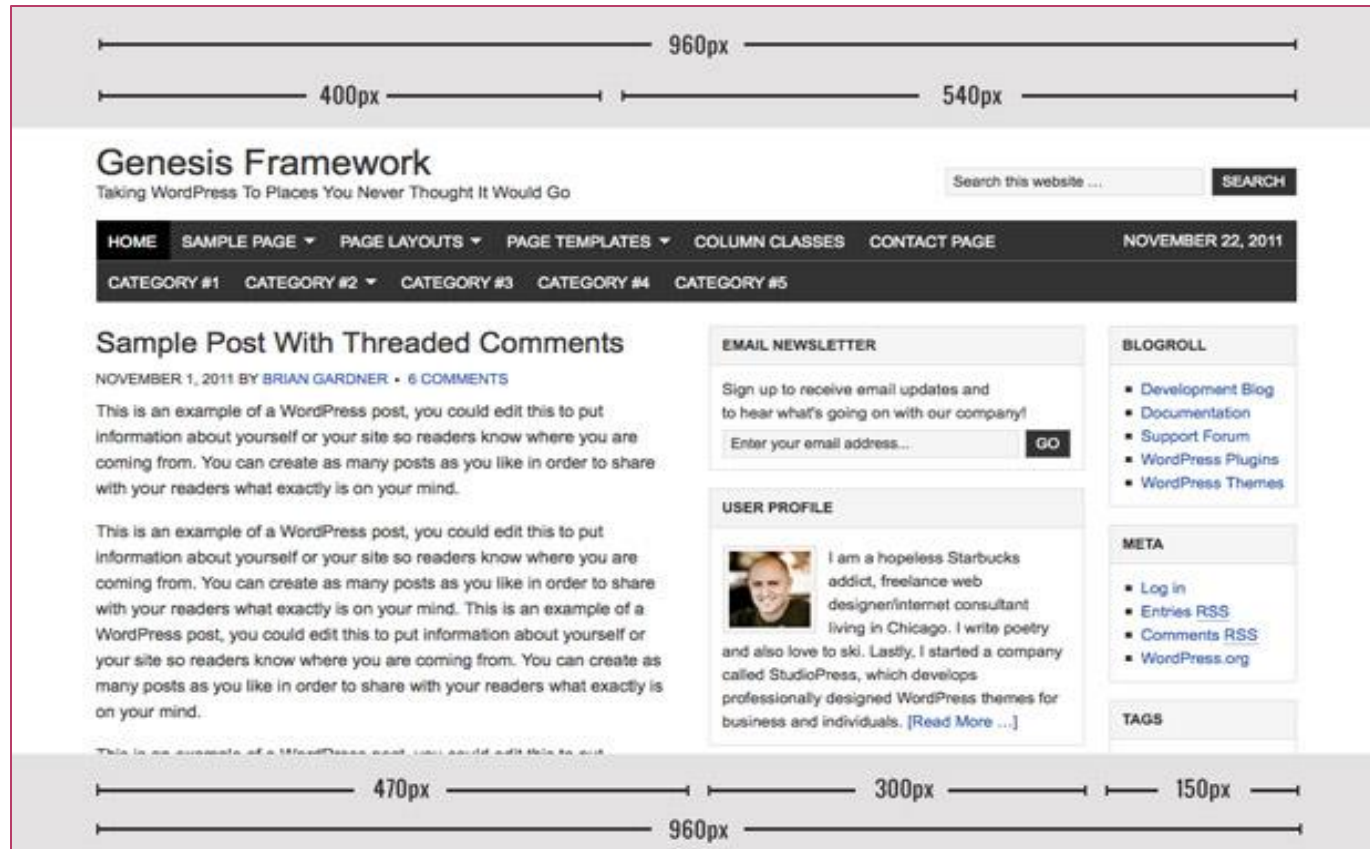 960px
400px 540px
Genesis Framework
Taking WordPress To Places You Never Thought It Would Go
Search this website ... SEARCH
HOME SAMPLE PAGE PAGE LAYOUTS PAGE TEMPLATES COLUMN CLASSES CONTACT PAGE NOVEMBER 22, 2011
CATEGORY #1 CATEGORY #2 CATEGORY #3 CATEGORY #4 CATEGORY #5
Sample Post With Threaded Comments
NOVEMBER 1, 2011 BY BRIAN GARDNER • 6 COMMENTS
This is an example of a WordPress post, you could edit this to put
information about yourself or your site so readers know where you are
coming from. You can create as many posts as you like in order to share
with your readers what exactly is on your mind.
This is an example of a WordPress post, you could edit this to put
information about yourself or your site so readers know where you are
coming from. You can create as many posts as you like in order to share
with your readers what exactly is on your mind. This is an example of a
WordPress post, you could edit this to put information about yourself or
your site so readers know where you are coming from. You can create as
many posts as you like in order to share with your readers what exactly is
on your mind.
This is an example of a WordPress post, you could edit this to put
EMAIL NEWSLETTER
Sign up to receive email updates and
to hear what's going on with our company!
Enter your email address... GO
USER PROFILE
I am a hopeless Starbucks
addict, freelance web
designer/internet consultant
living in Chicago. I write poetry
and also love to ski. Lastly, I started a company
called StudioPress, which develops
professionally designed WordPress themes for
business and individuals. [Read More ...]
BLOGROLL
▪ Development Blog
▪ Documentation
▪ Support Forum
▪ WordPress Plugins
▪ WordPress Themes
META
▪ Log in
▪ Entries RSS
▪ Comments RSS
▪ WordPress.org
TAGS
470px 300px 150px
960px